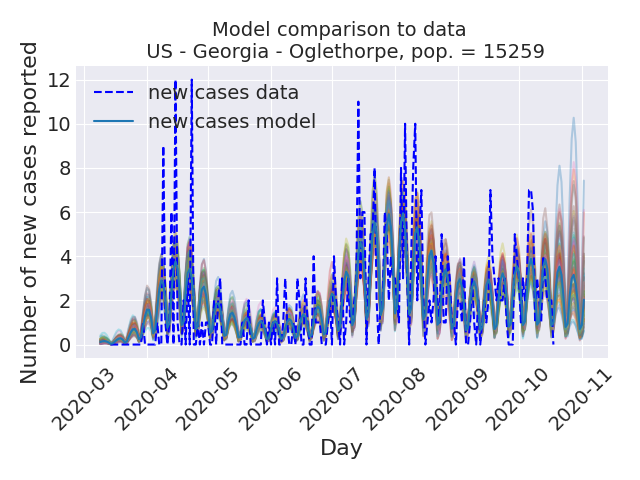 Model comparison to data
US - Georgia - Oglethorpe, pop. = 15259
Number of new cases reported
12
10
8
6
4
2
0
new cases data
new cases model
2020-03
2020-04
2020-05
2020-06
2020-07
2020-08
2020-09
2020-10
2020-11
Day